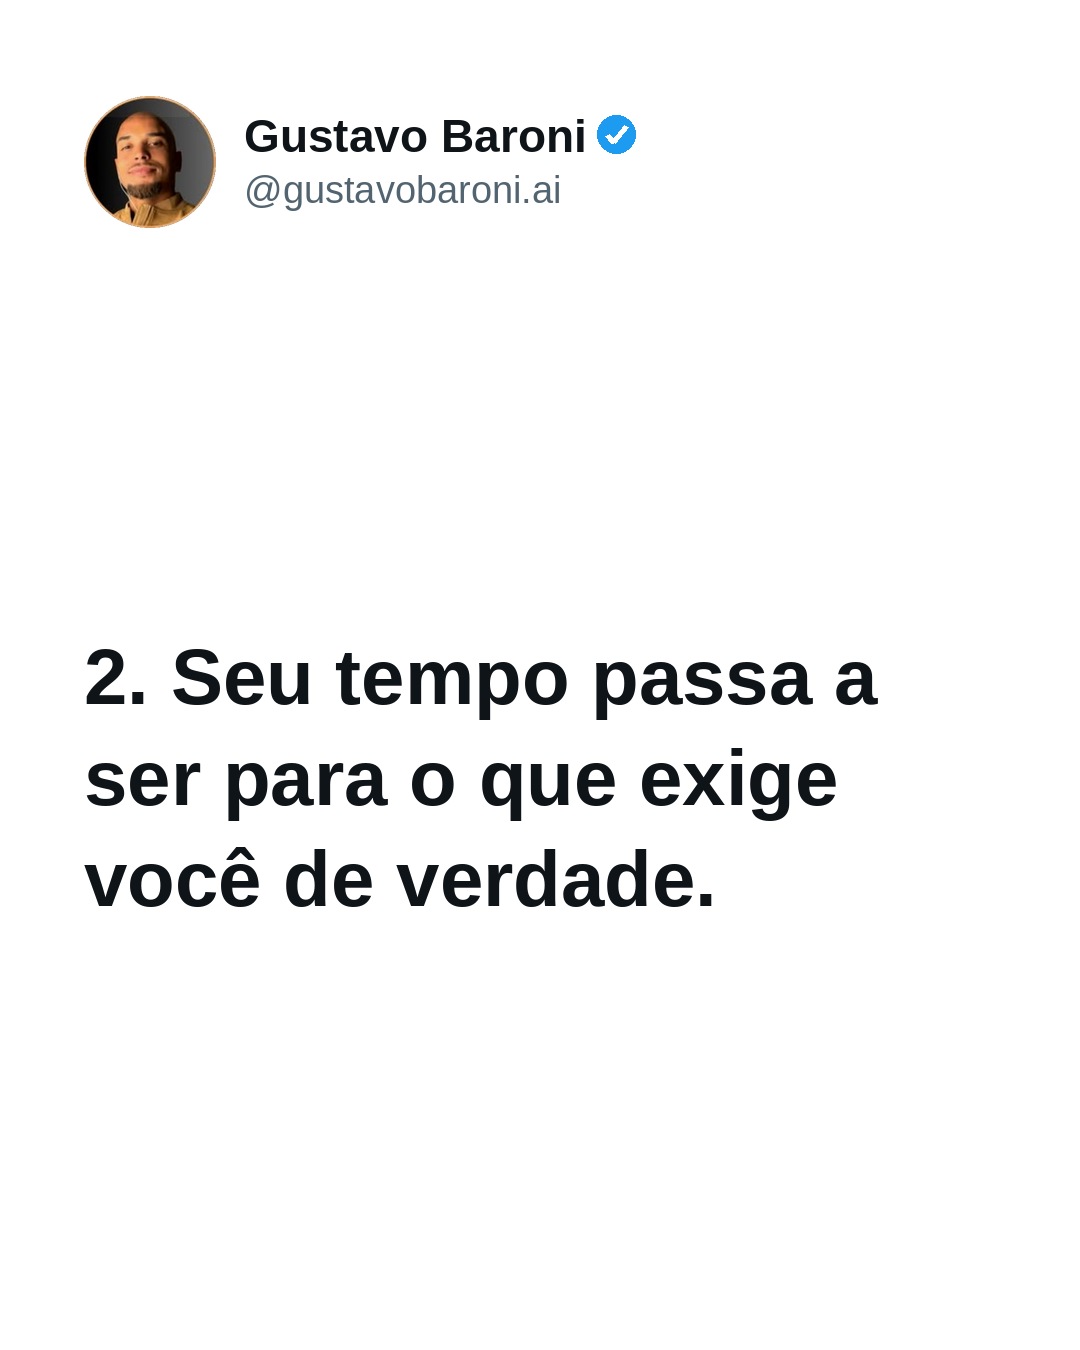 Gustavo Baroni
@gustavobaroni.ai
2. Seu tempo passa a
ser para o que exige
você de verdade.